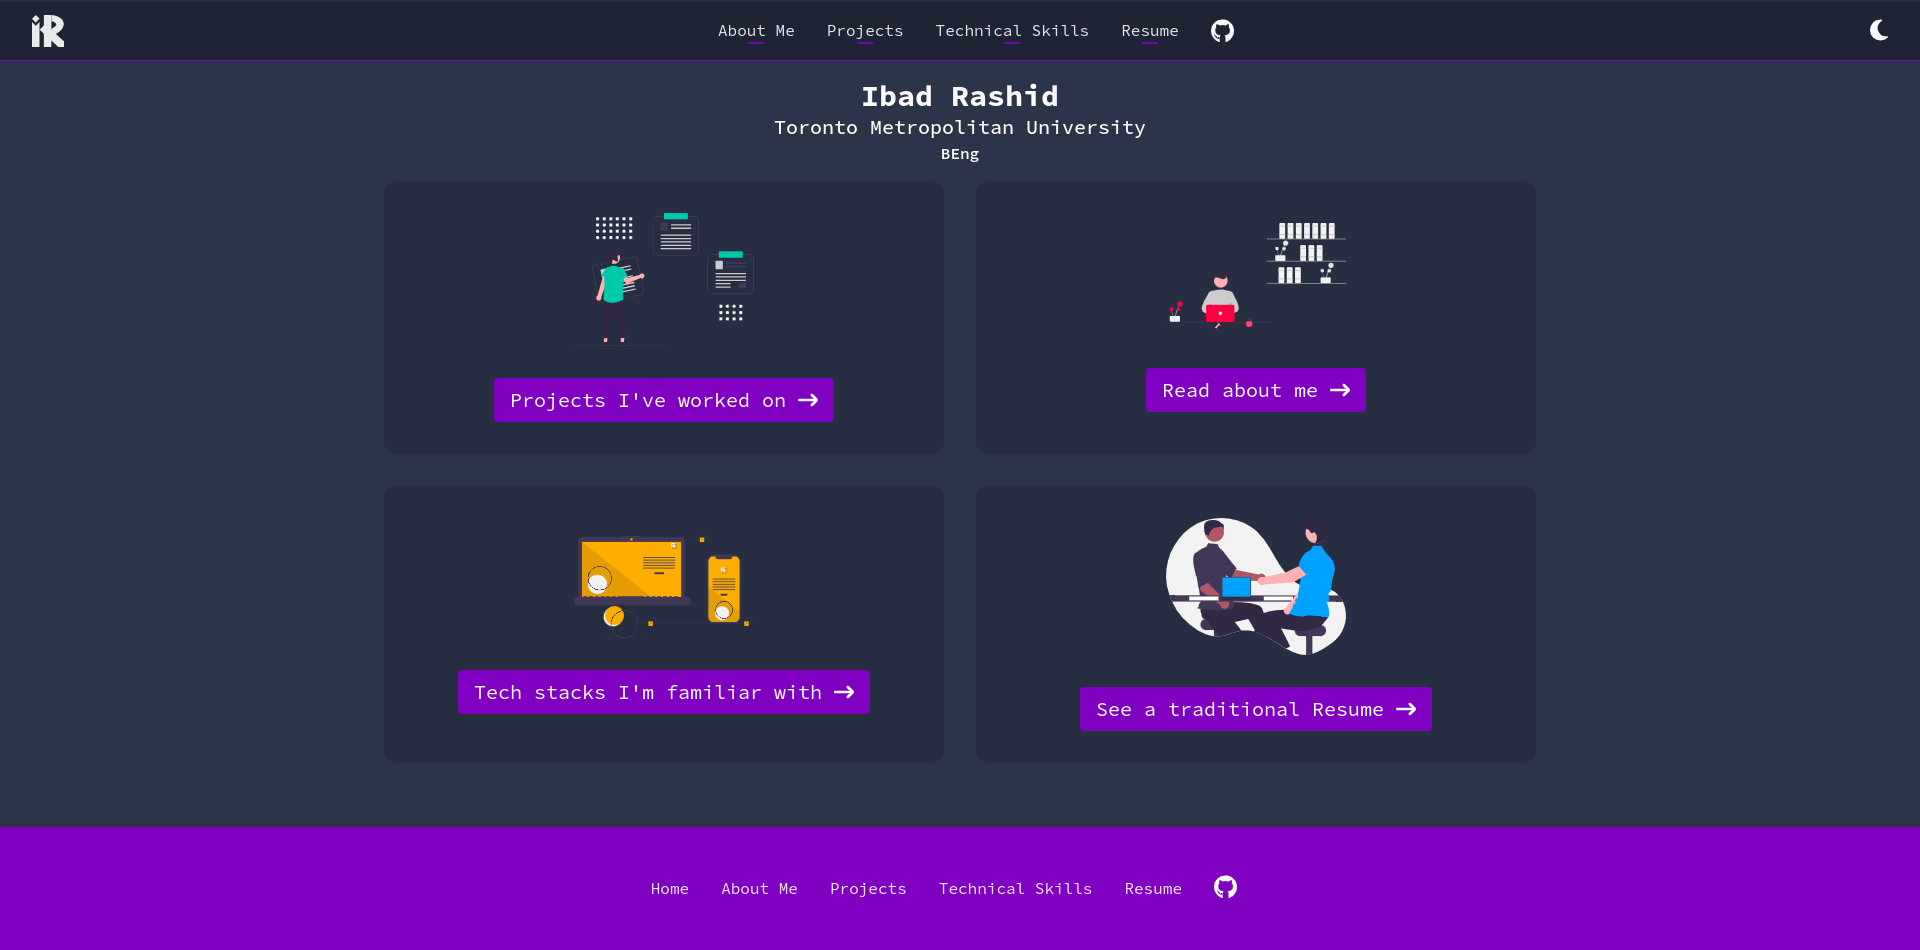 iR
About Me
Projects
Technical Skills
Resume
Ibad Rashid
Toronto Metropolitan University
BEng
Projects I've worked on
Read about me
Tech stacks I'm familiar with
See a traditional Resume
Home
About Me
Projects
Technical Skills
Resume